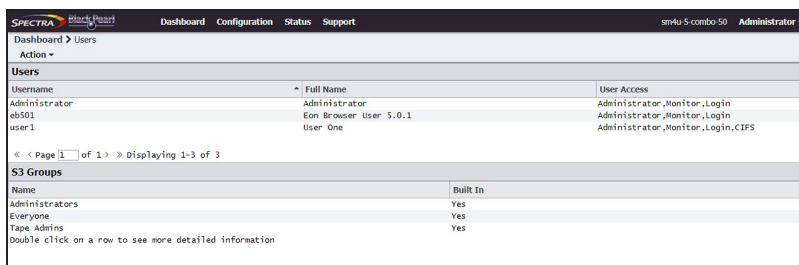 SPECTRA BlackPearl Dashboard Configuration Status Support sm4u-5-combo-50 Administrator
Dashboard > Users
Action
Users
Username Full Name User Access
Administrator Administrator Administrator,Monitor,Login
eb501 Eon Browser User 5.0.1 Administrator,Monitor,Login
user1 User One Administrator,Monitor,Login,CIFS
« < Page 1 of 1 > » Displaying 1-3 of 3
S3 Groups
Name Built In
Administrators Yes
Everyone Yes
Tape Admins Yes
Double click on a row to see more detailed information